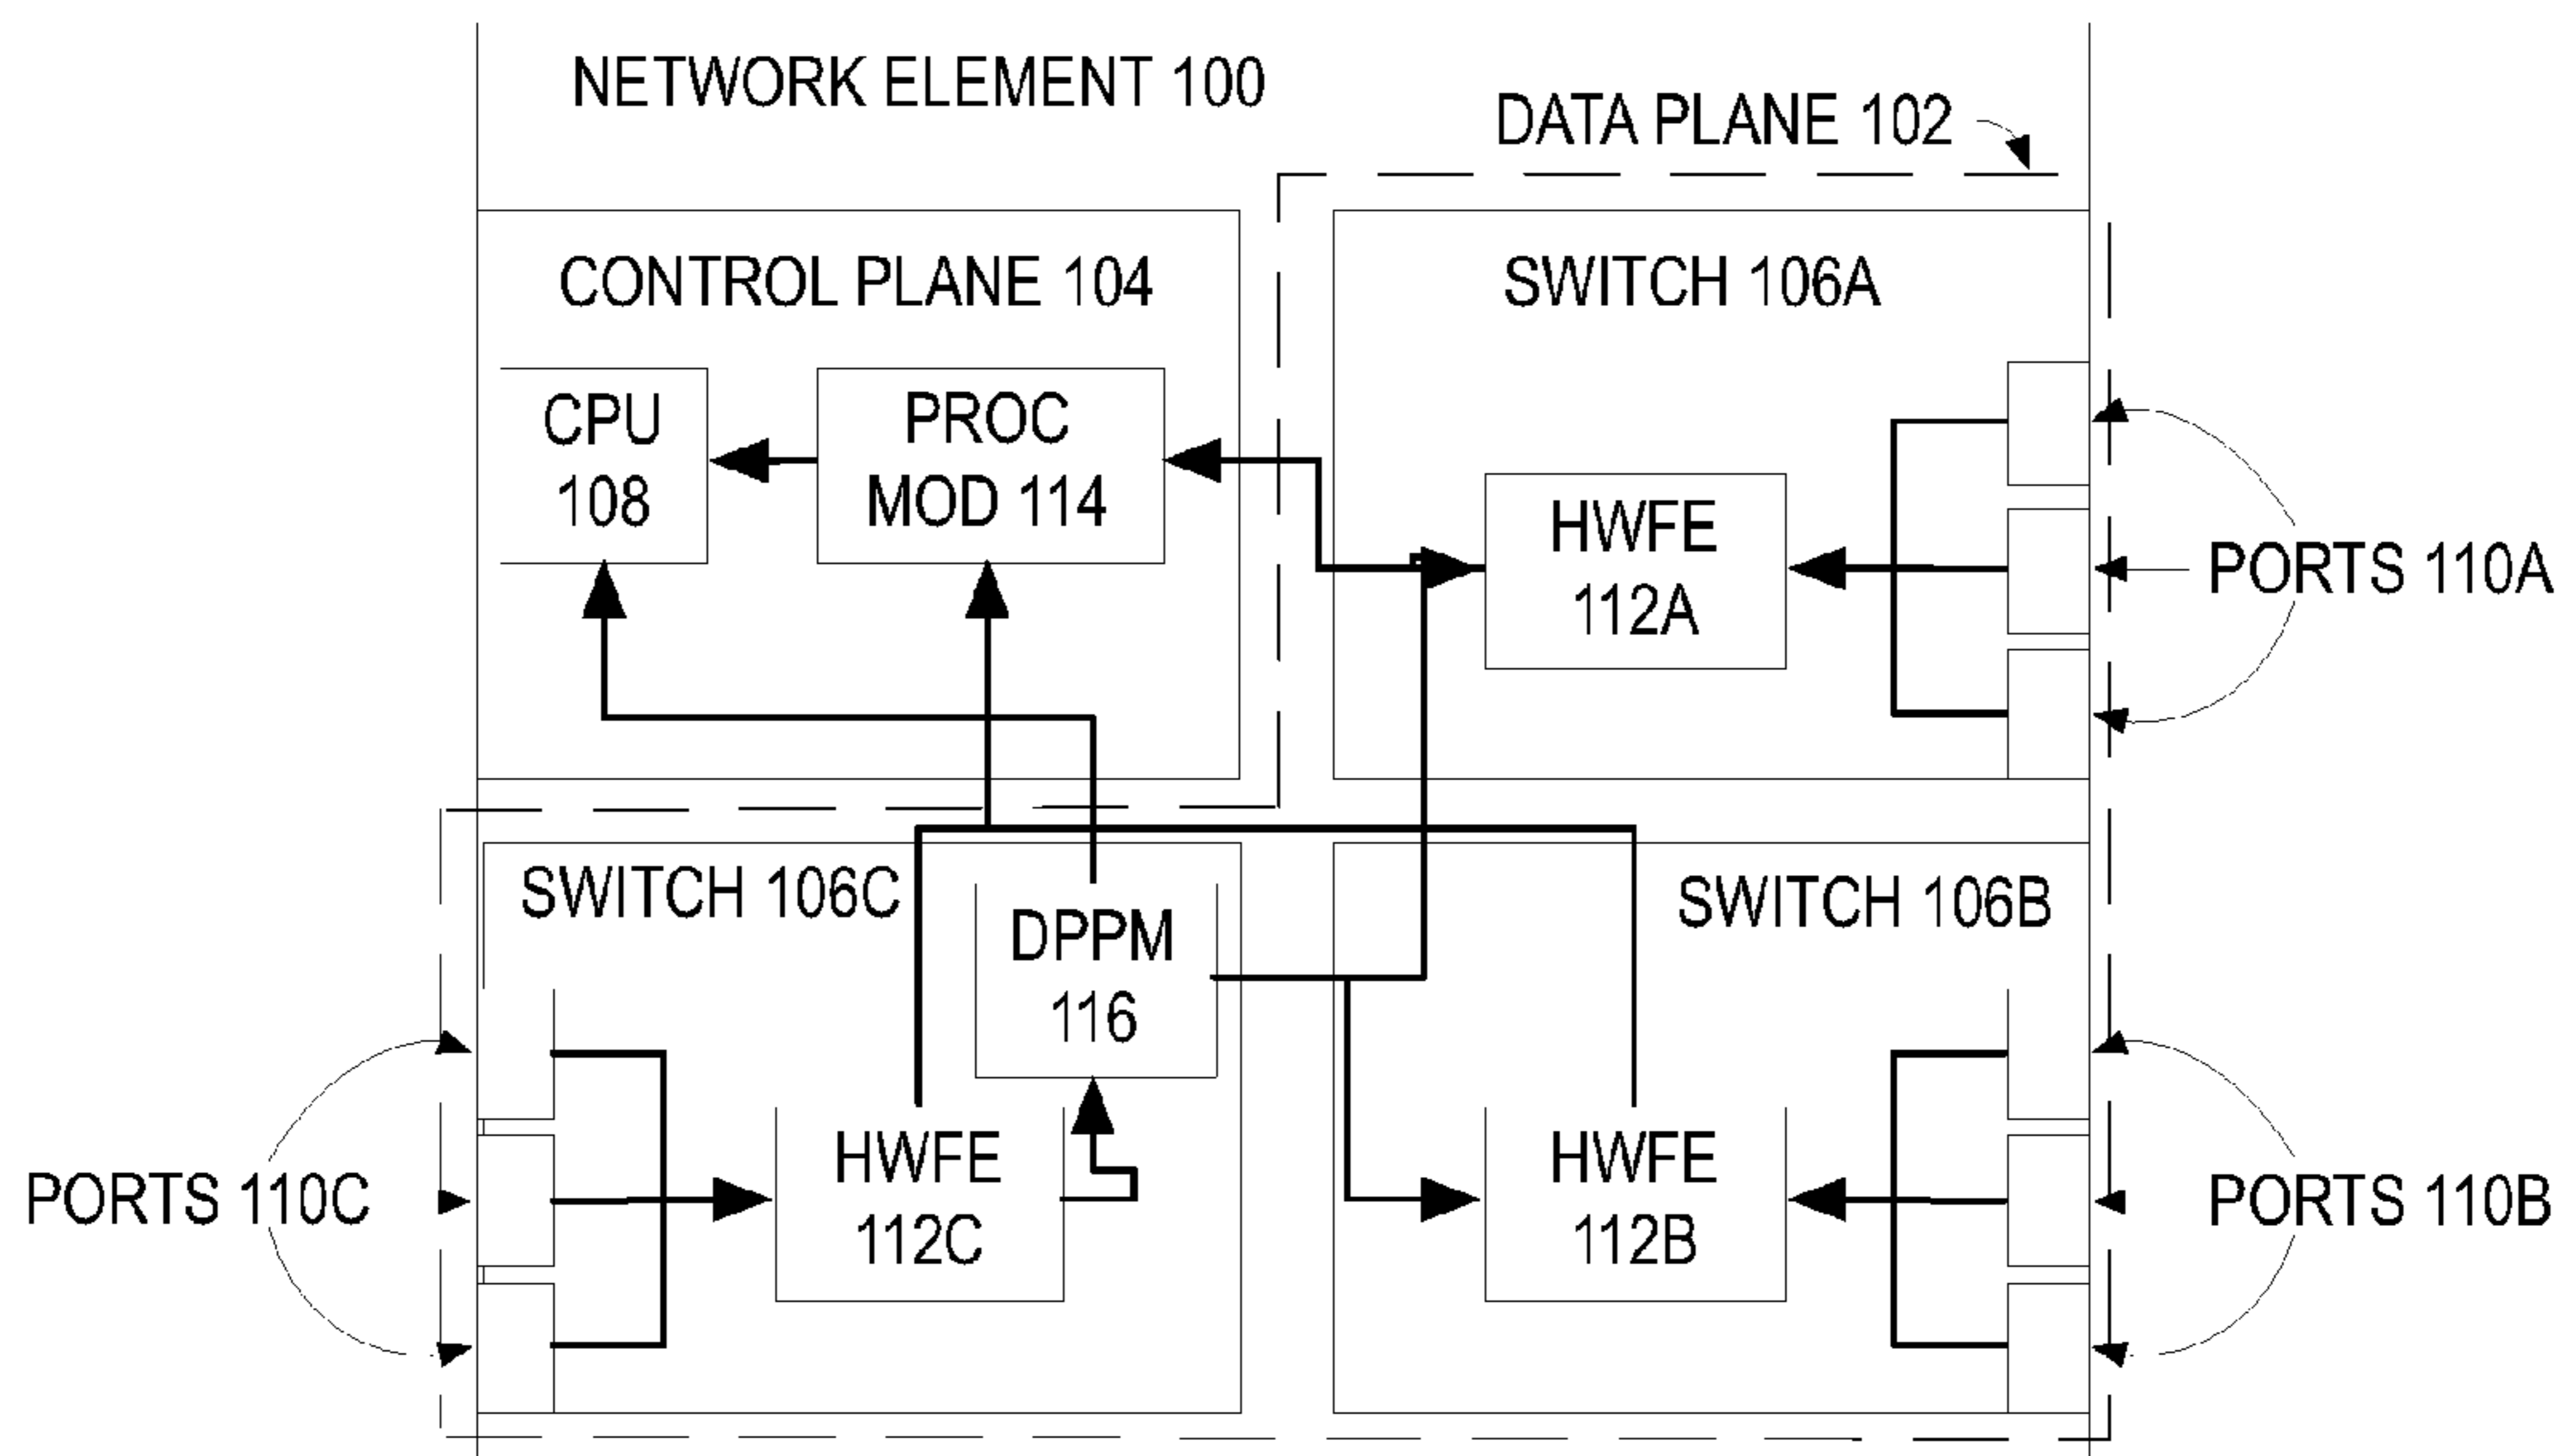 NETWORK ELEMENT 100
DATA PLANE 102
CONTROL PLANE 104
SWITCH 106A
CPU
108
PROC
MOD 114
HWFE
112A
PORTS 110A
SWITCH 106C
DPPM
116
SWITCH 106B
PORTS 110C
HWFE
112C
HWFE
112B
PORTS 110B